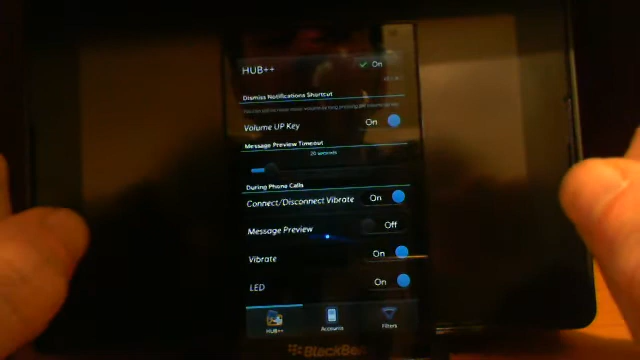 HUB++
On
Dismiss Notifications Shortcut
Volume UP Key On
Message Preview Timeout
20 seconds
During Phone Calls
Connect/Disconnect Vibrate On
Message Preview Off
Vibrate On
LED On
HUB++ Accounts Filters
BlackBe